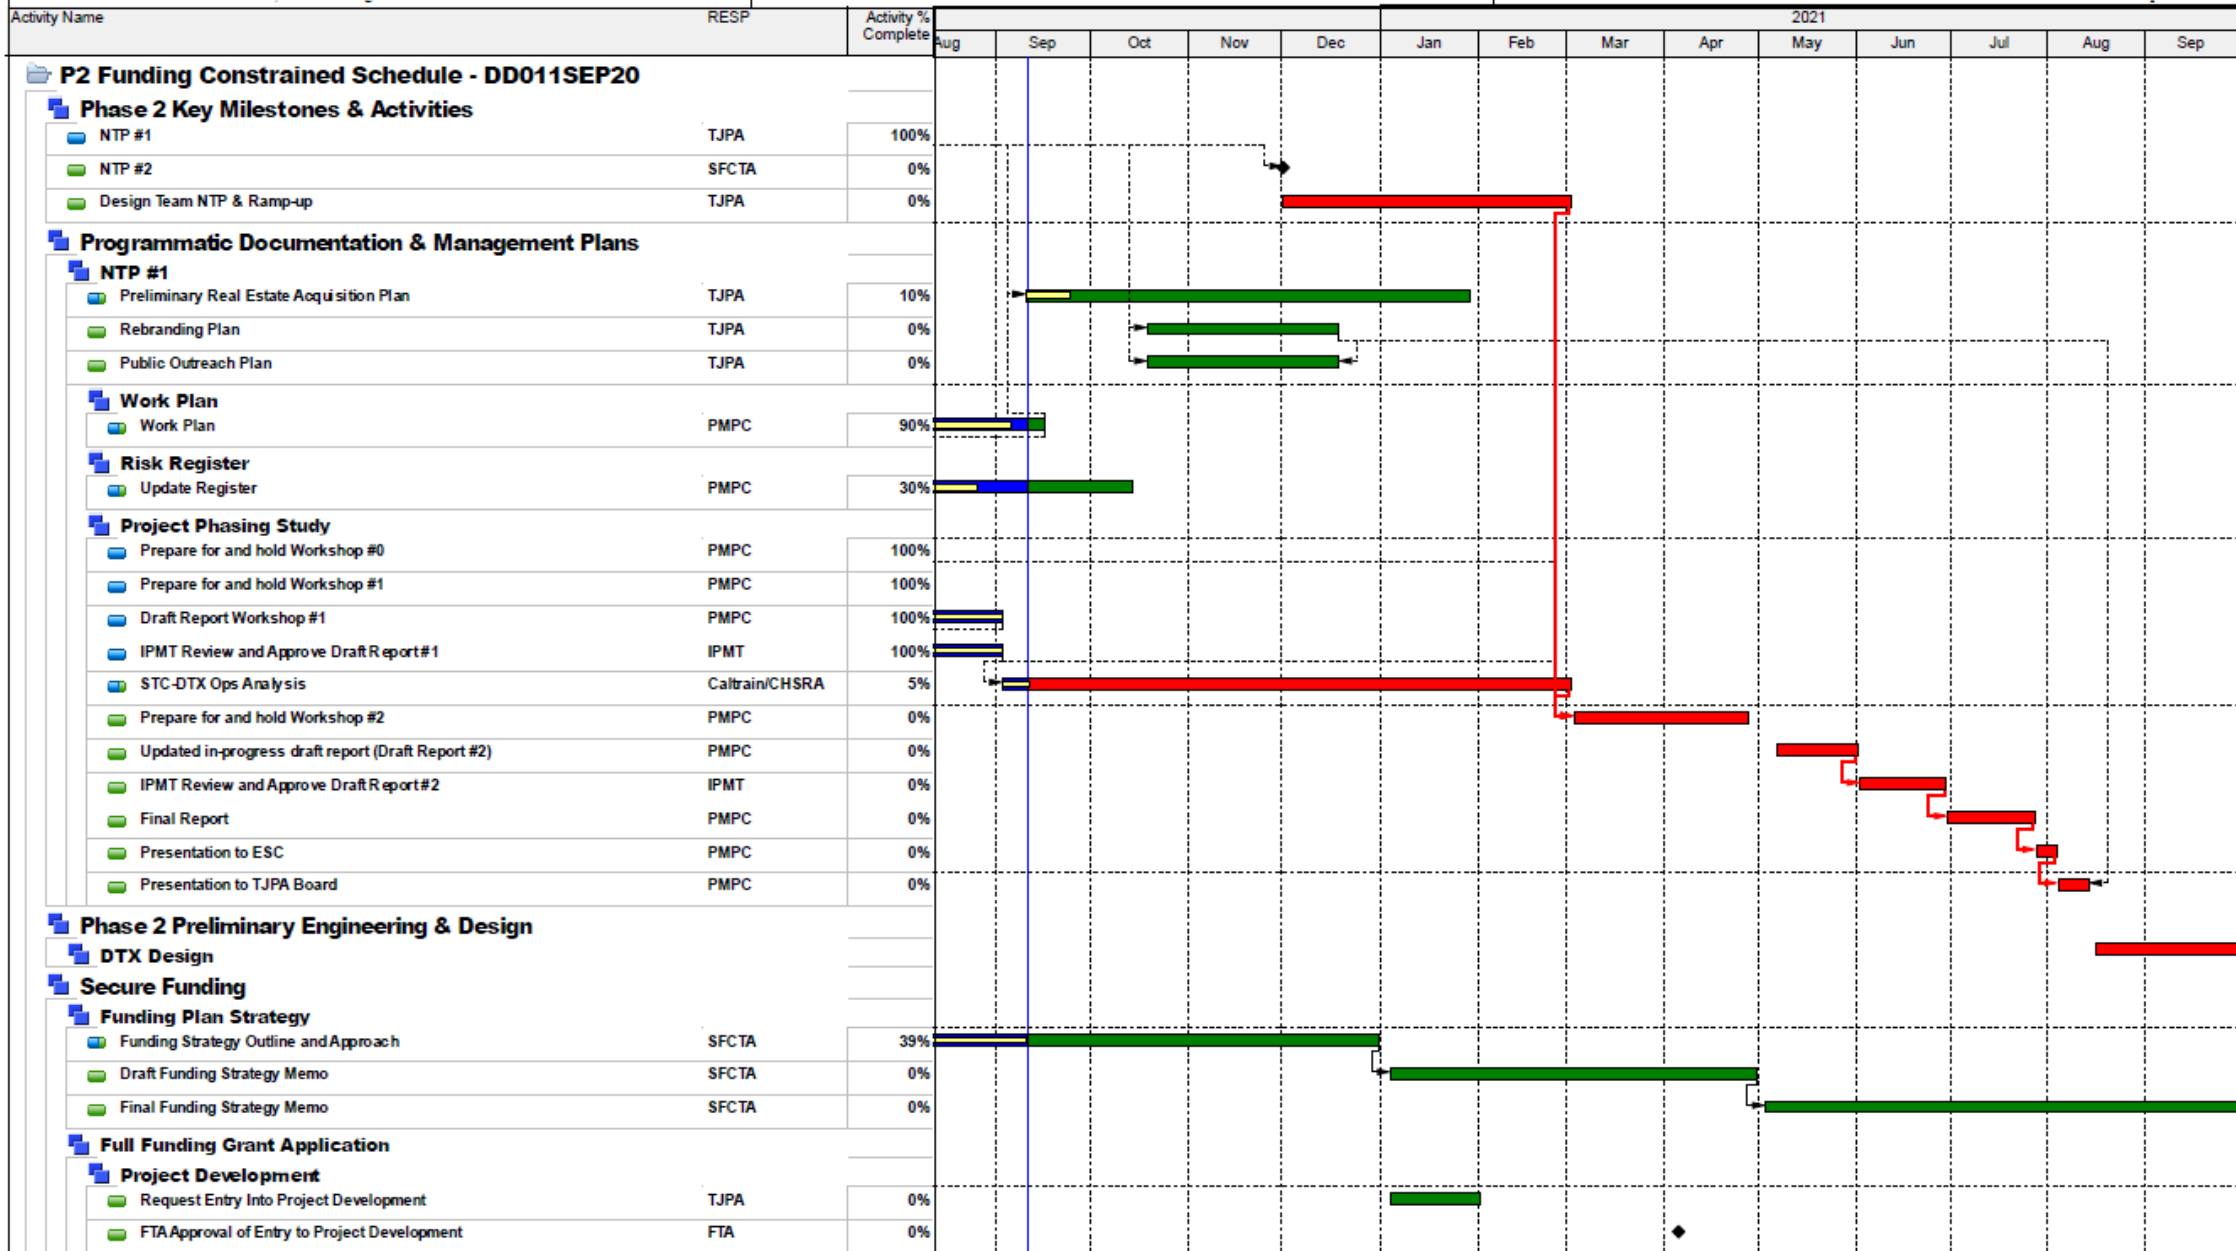 Activity Name RESP Activity % Complete 2021
Aug Sep Oct Nov Dec Jan Feb Mar Apr May Jun Jul Aug Sep
P2 Funding Constrained Schedule - DD011SEP20
Phase 2 Key Milestones & Activities
NTP #1 TJPA 100%
NTP #2 SFCTA 0%
Design Team NTP & Ramp-up TJPA 0%
Programmatic Documentation & Management Plans
NTP #1
Preliminary Real Estate Acquisition Plan TJPA 10%
Rebranding Plan TJPA 0%
Public Outreach Plan TJPA 0%
Work Plan
Work Plan PMPC 90%
Risk Register
Update Register PMPC 30%
Project Phasing Study
Prepare for and hold Workshop #0 PMPC 100%
Prepare for and hold Workshop #1 PMPC 100%
Draft Report Workshop #1 PMPC 100%
IPMT Review and Approve Draft Report #1 IPMT 100%
STC-DTX Ops Analysis Caltrain/CHSRA 5%
Prepare for and hold Workshop #2 PMPC 0%
Updated in-progress draft report (Draft Report #2) PMPC 0%
IPMT Review and Approve Draft Report #2 IPMT 0%
Final Report PMPC 0%
Presentation to ESC PMPC 0%
Presentation to TJPA Board PMPC 0%
Phase 2 Preliminary Engineering & Design
DTX Design
Secure Funding
Funding Plan Strategy
Funding Strategy Outline and Approach SFCTA 39%
Draft Funding Strategy Memo SFCTA 0%
Final Funding Strategy Memo SFCTA 0%
Full Funding Grant Application
Project Development
Request Entry Into Project Development TJPA 0%
FTA Approval of Entry to Project Development FTA 0%